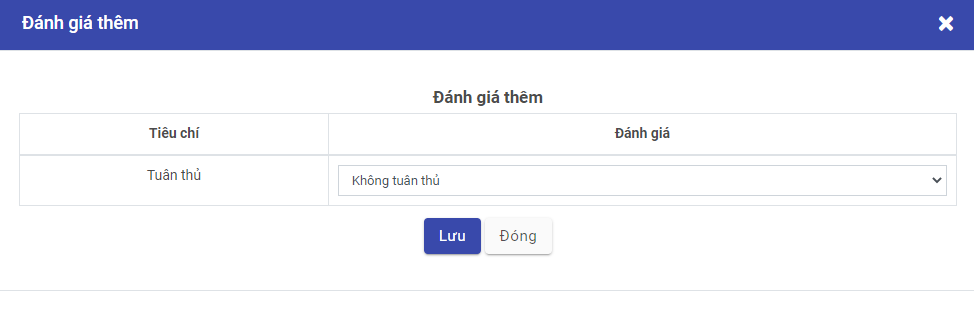 Đánh giá thêm
Đánh giá thêm
Tiêu chí Đánh giá
Tuân thủ Không tuân thủ
Lưu Đóng